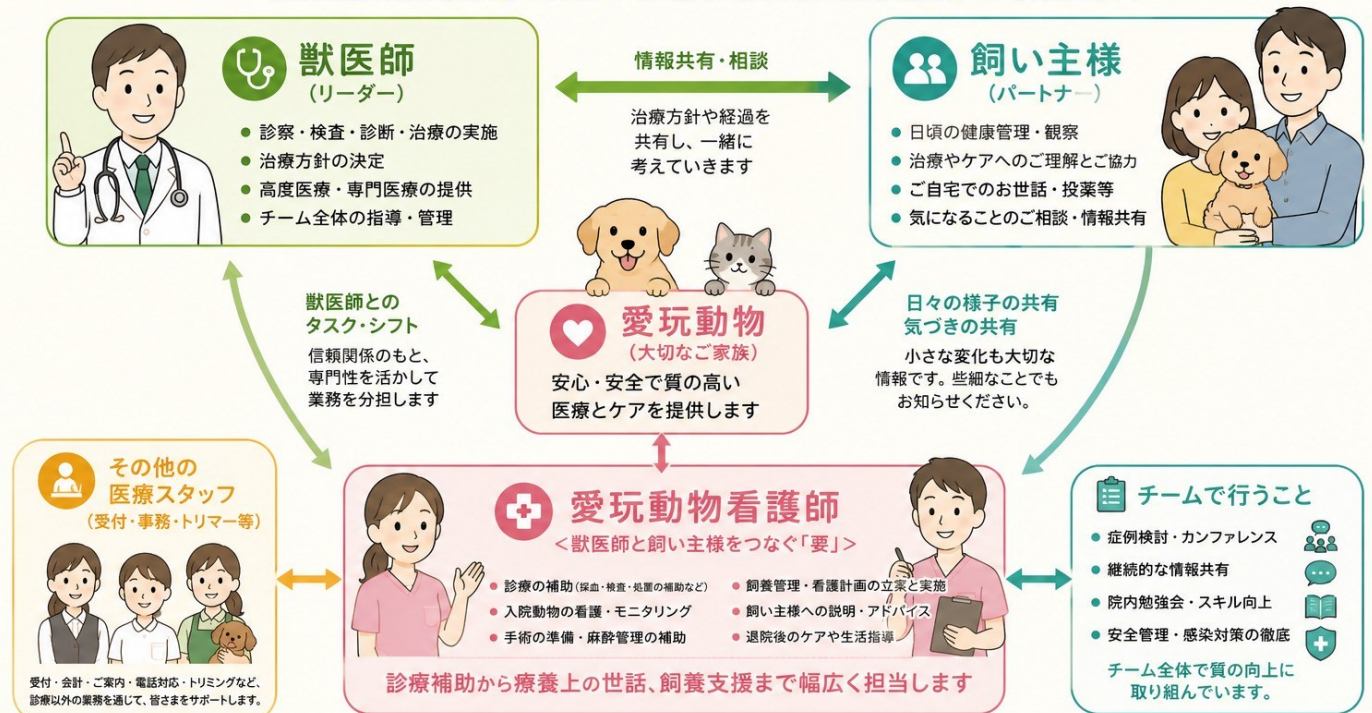 獣医師
(リーダー)
● 診察・検査・診断・治療の実施
● 治療方針の決定
● 高度医療・専門医療の提供
● チーム全体の指導・管理
情報共有・相談
治療方針や経過を
共有し、一緒に
考えていきます
飼い主様
(パートナー)
● 日頃の健康管理・観察
● 治療やケアへのご理解とご協力
● ご自宅でのお世話・投薬等
● 気になることのご相談・情報共有
獣医師との
タスク・シフト
信頼関係のもと、
専門性を活かして
業務を分担します
愛玩動物
(大切なご家族)
安心・安全で質の高い
医療とケアを提供します
日々の様子の共有
気づきの共有
小さな変化も大切な
情報です。些細なことでも
お知らせください。
その他の
医療スタッフ
(受付・事務・トリマー等)
受付・会計・ご案内・電話対応・トリミングなど、
診療以外の業務を通じて、皆さまをサポートします。
愛玩動物看護師
<獣医師と飼い主様をつなぐ「要」>
● 診療の補助(採血・検査・処置の補助など)
● 入院動物の看護・モニタリング
● 手術の準備・麻酔管理の補助
● 飼養管理・看護計画の立案と実施
● 飼い主様への説明・アドバイス
● 退院後のケアや生活指導
診療補助から療養上の世話、飼養支援まで幅広く担当します
チームで行うこと
● 症例検討・カンファレンス
● 継続的な情報共有
● 院内勉強会・スキル向上
● 安全管理・感染対策の徹底
チーム全体で質の向上に
取り組んでいます。